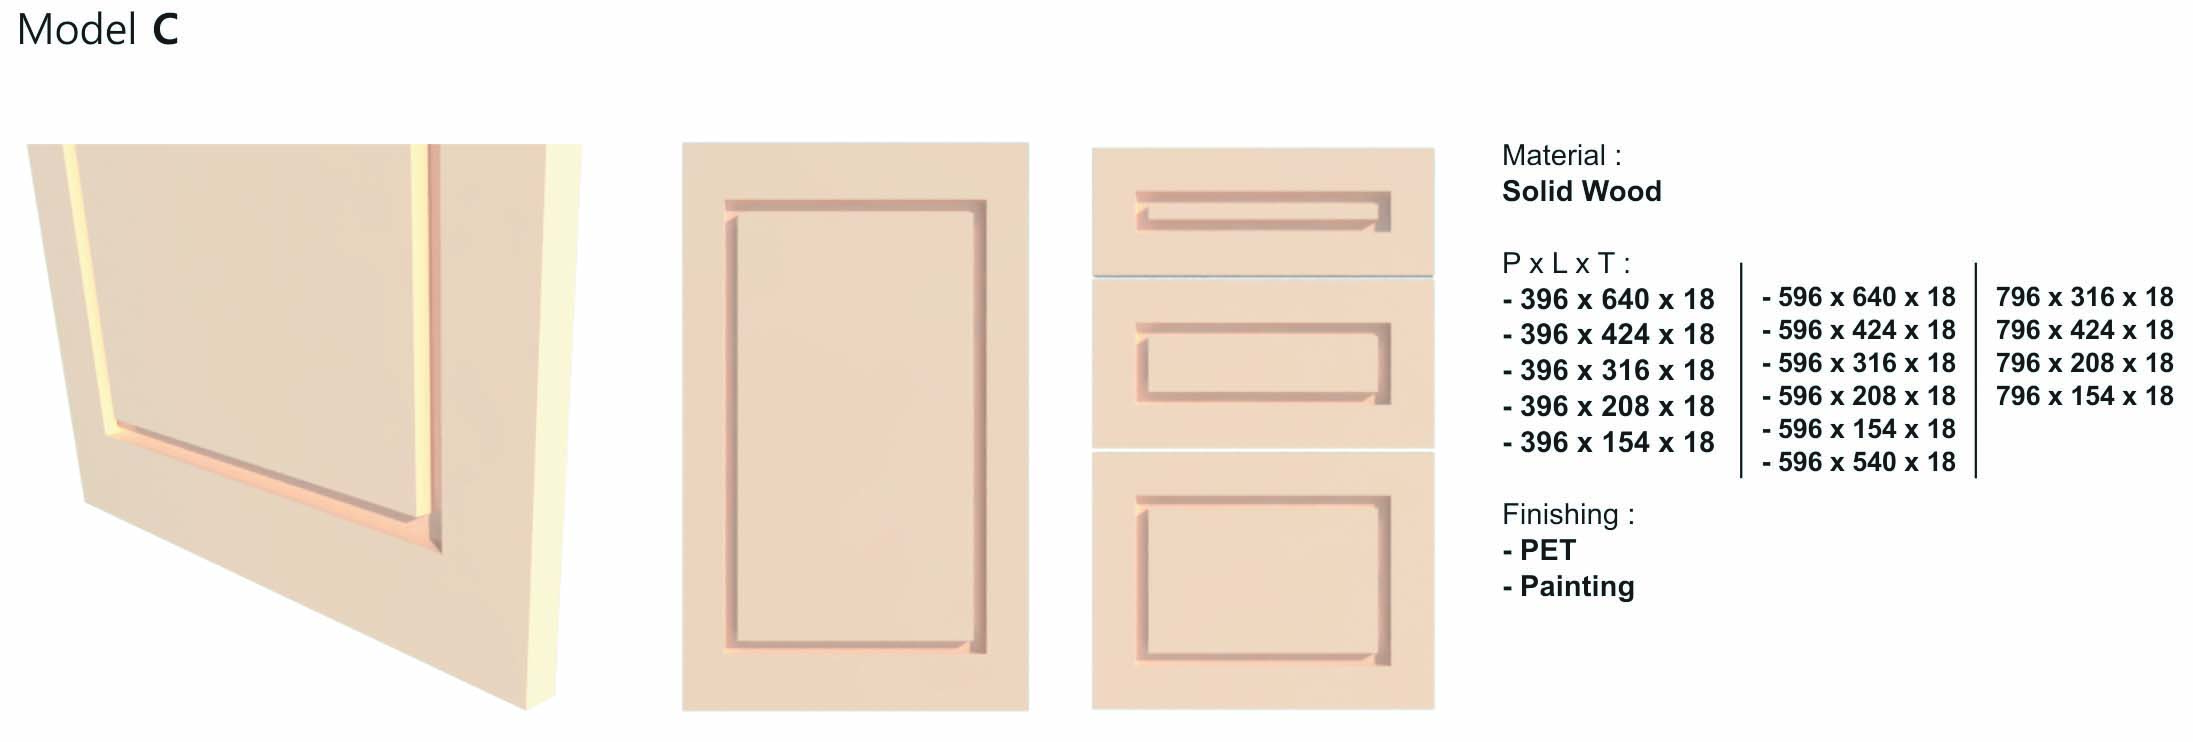 Model C
Material :
Solid Wood
P x L x T :
- 396 x 640 x 18
- 396 x 424 x 18
- 396 x 316 x 18
- 396 x 208 x 18
- 396 x 154 x 18
- 596 x 640 x 18
- 596 x 424 x 18
- 596 x 316 x 18
- 596 x 208 x 18
- 596 x 154 x 18
- 596 x 540 x 18
796 x 316 x 18
796 x 424 x 18
796 x 208 x 18
796 x 154 x 18
Finishing :
- PET
- Painting